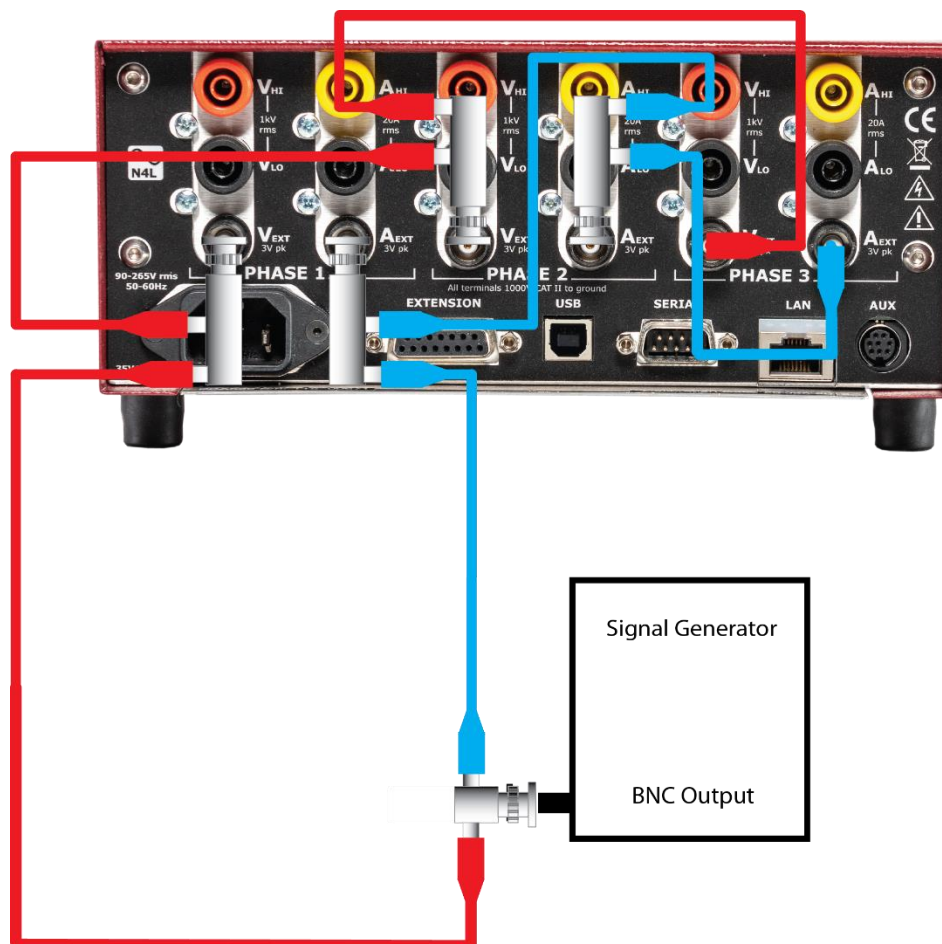 VHI
AHI
VHI
AHI
VHI
AHI
1kV
rms
20A
rms
1kV
rms
20A
rms
1kV
rms
20A
rms
N4L
VLO
VLO
ALO
VLO
ALO
VEXT
3V pk
AEXT
3V pk
VEXT
3V pk
AEXT
3V pk
AEXT
3V pk
90-265V rms
50-60Hz
PHASE 1
PHASE 2
PHASE 3
All terminals 1000V CAT II to ground
EXTENSION
USB
SERIAL
LAN
AUX
CE
Signal Generator
BNC Output